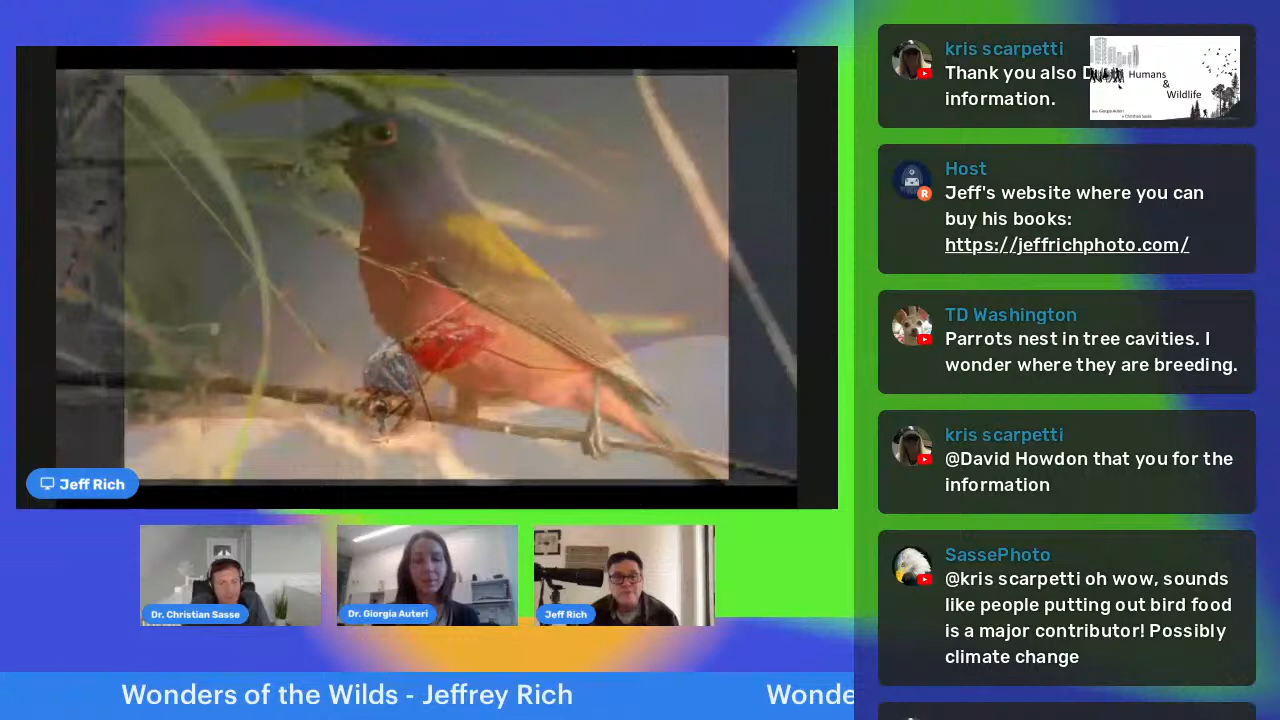 Jeff Rich
Dr. Christian Sasse
Dr. Giorgia Auteri
Jeff Rich
Wonders of the Wilds - Jeffrey Rich
Wonde
kris scarpetti
Thank you also
information.
Humans
&
Wildlife
Host
Jeff's website where you can
buy his books:
https://jeffrichphoto.com/
TD Washington
Parrots nest in tree cavities. I
wonder where they are breeding.
kris scarpetti
@David Howdon that you for the
information
SassePhoto
@kris scarpetti oh wow, sounds
like people putting out bird food
is a major contributor! Possibly
climate change